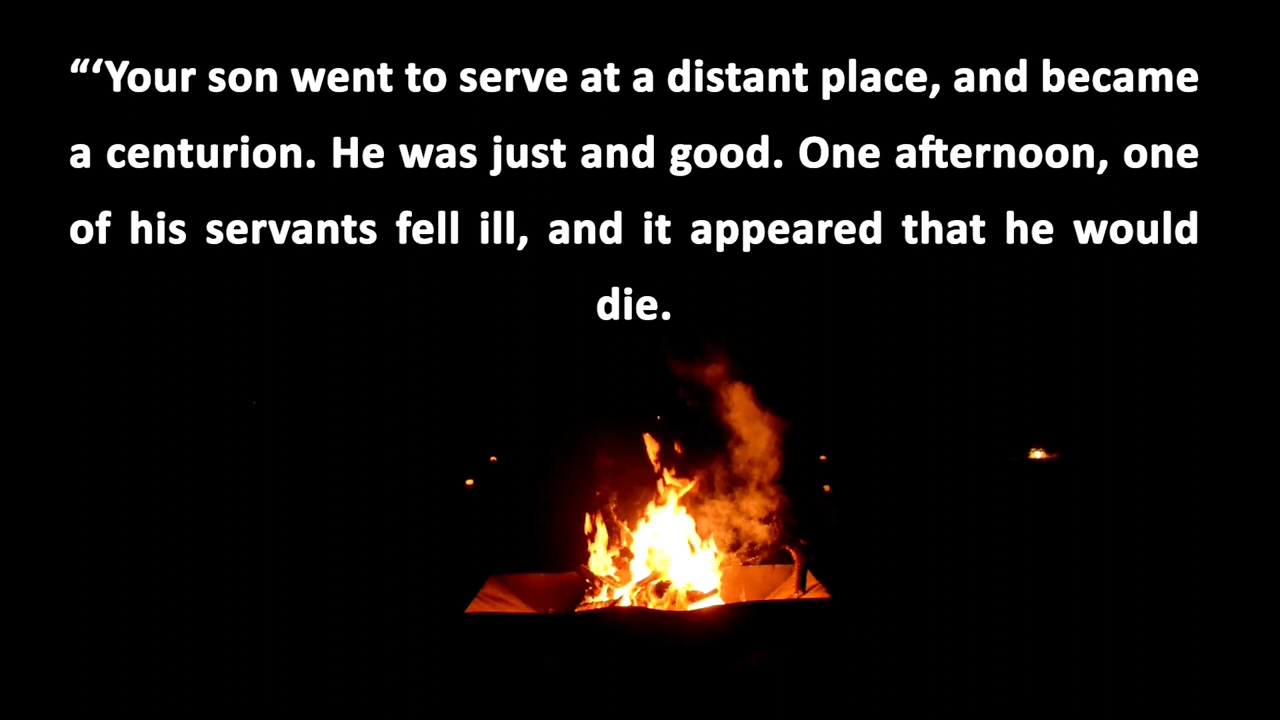 “‘Your son went to serve at a distant place, and became
a centurion. He was just and good. One afternoon, one
of his servants fell ill, and it appeared that he would
die.